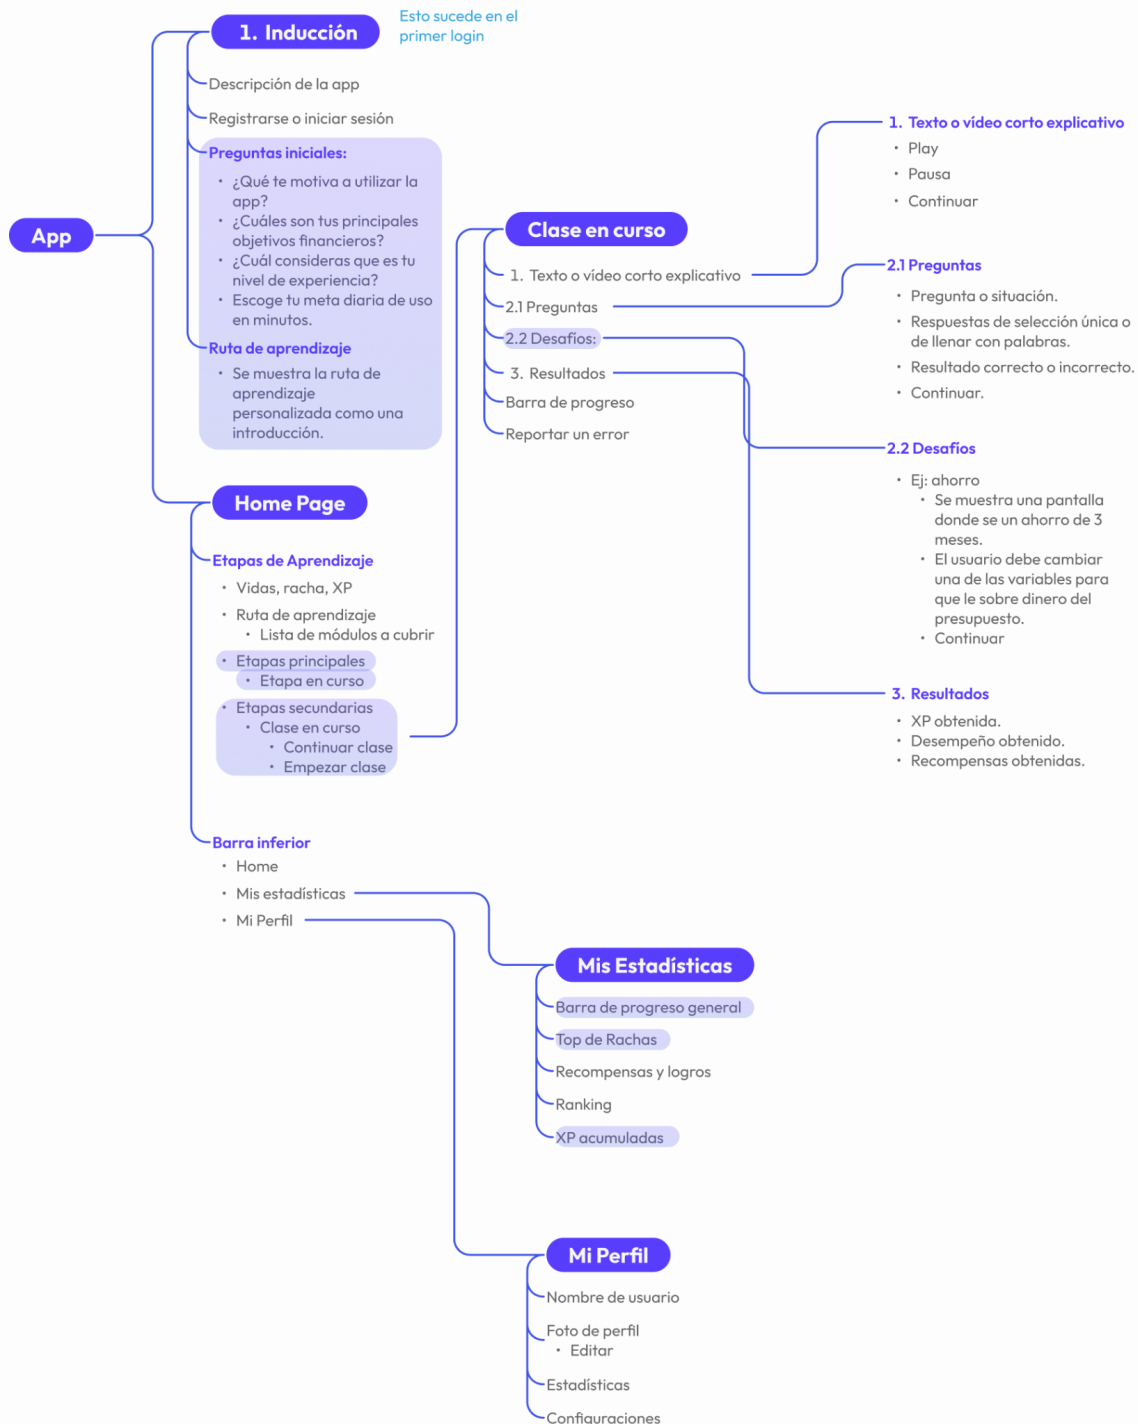 1. Inducción
Esto sucede en el
primer login
Descripción de la app
Registrarse o iniciar sesión
Preguntas iniciales:
• ¿Qué te motiva a utilizar la
app?
• ¿Cuáles son tus principales
objetivos financieros?
• ¿Cuál consideras que es tu
nivel de experiencia?
• Escoge tu meta diaria de uso
en minutos.
Ruta de aprendizaje
• Se muestra la ruta de
aprendizaje
personalizada como una
introducción.
App
Home Page
Etapas de Aprendizaje
• Vidas, racha, XP
• Ruta de aprendizaje
• Lista de módulos a cubrir
• Etapas principales
• Etapa en curso
• Etapas secundarias
• Clase en curso
• Continuar clase
• Empezar clase
Barra inferior
• Home
• Mis estadísticas
• Mi Perfil
Clase en curso
1. Texto o vídeo corto explicativo
2.1 Preguntas
2.2 Desafíos:
3. Resultados
Barra de progreso
Reportar un error
1. Texto o vídeo corto explicativo
• Play
• Pausa
• Continuar
2.1 Preguntas
• Pregunta o situación.
• Respuestas de selección única o
de llenar con palabras.
• Resultado correcto o incorrecto.
• Continuar.
2.2 Desafíos
• Ej: ahorro
• Se muestra una pantalla
donde se un ahorro de 3
meses.
• El usuario debe cambiar
una de las variables para
que le sobre dinero del
presupuesto.
• Continuar
3. Resultados
• XP obtenida.
• Desempeño obtenido.
• Recompensas obtenidas.
Mis Estadísticas
Barra de progreso general
Top de Rachas
Recompensas y logros
Ranking
XP acumuladas
Mi Perfil
Nombre de usuario
Foto de perfil
• Editar
Estadísticas
Configuraciones